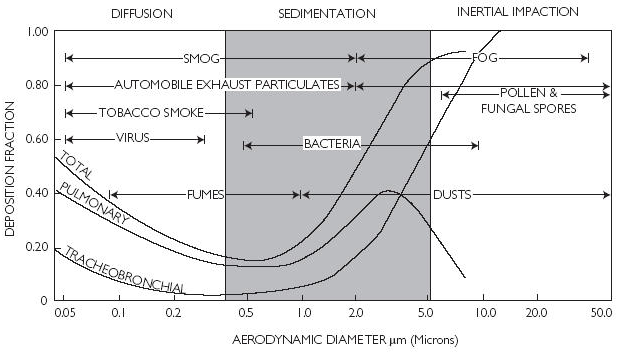 DIFFUSION
SEDIMENTATION
INERTIAL IMPACTION
DEPOSITION FRACTION
1.00
0.80
0.60
0.40
0.20
0
SMOG
FOG
AUTOMOBILE EXHAUST PARTICULATES
POLLEN &
FUNGAL SPORES
TOBACCO SMOKE
VIRUS
BACTERIA
TOTAL
PULMONARY
FUMES
DUSTS
TRACHEOBRONCHIAL
0.05 0.1 0.2 0.5 1.0 2.0 5.0 10.0 20.0 50.0
AERODYNAMIC DIAMETER µm (Microns)